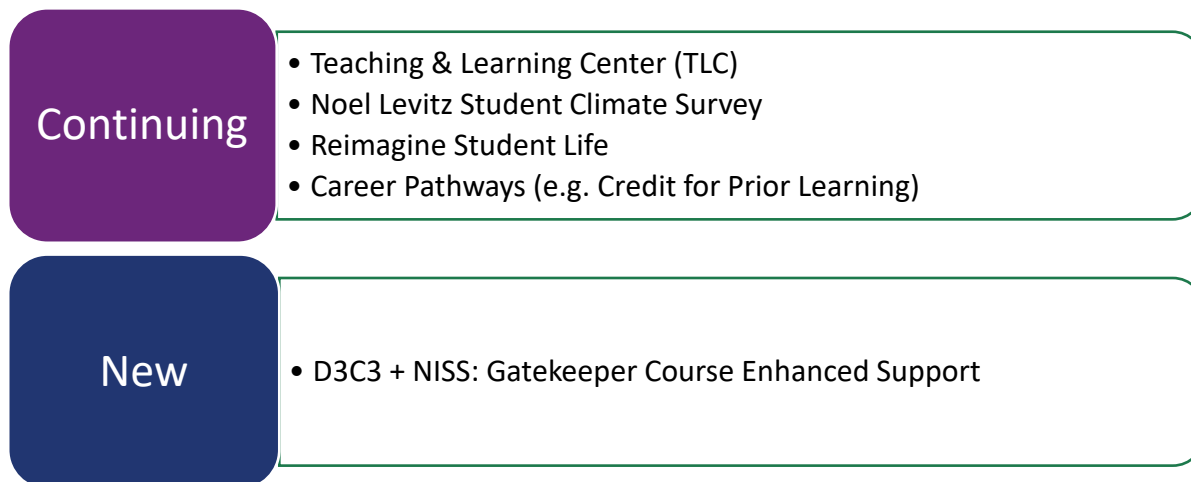 Continuing
• Teaching & Learning Center (TLC)
• Noel Levitz Student Climate Survey
• Reimagine Student Life
• Career Pathways (e.g. Credit for Prior Learning)
New
• D3C3 + NISS: Gatekeeper Course Enhanced Support